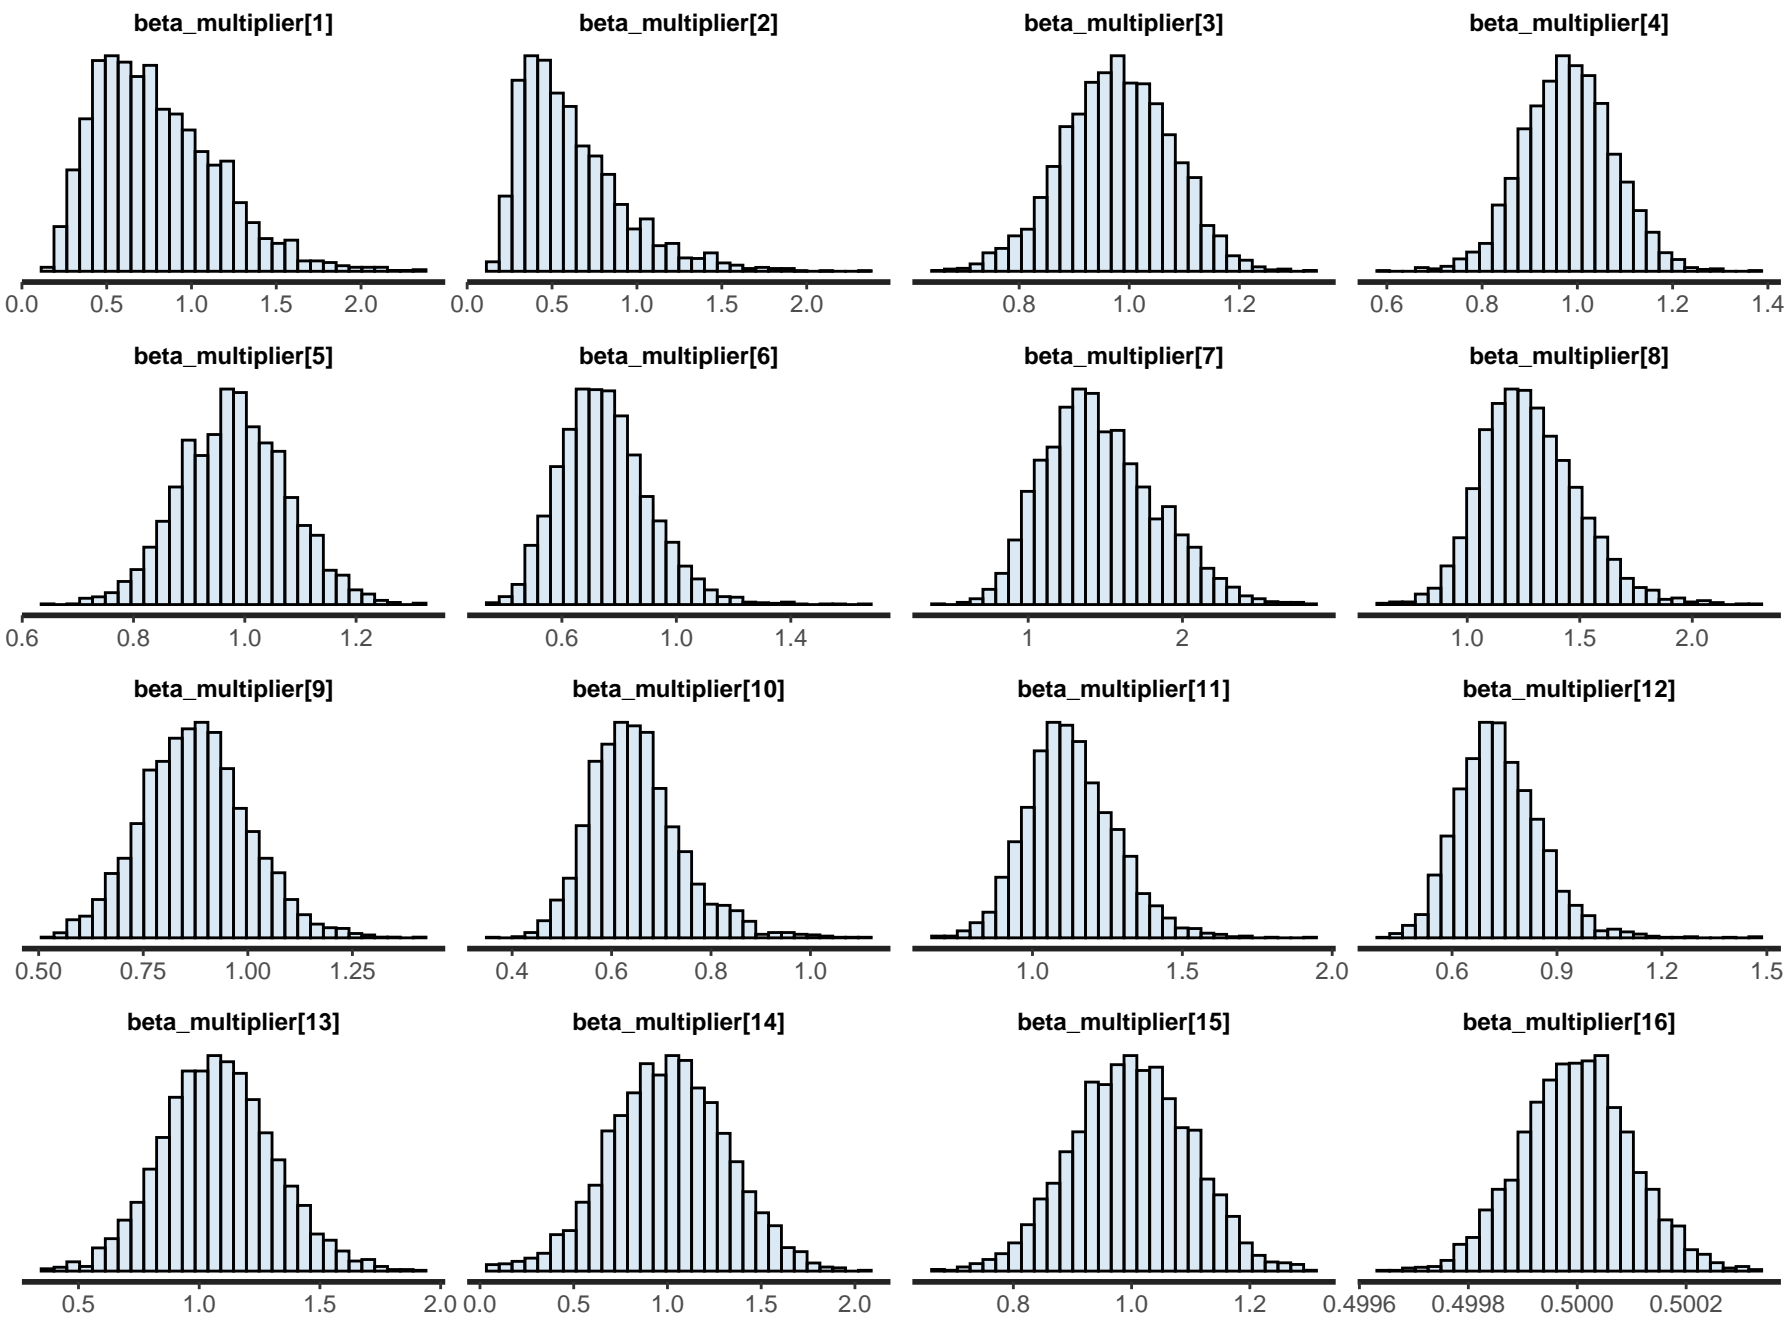 beta_multiplier[1] beta_multiplier[2] beta_multiplier[3] beta_multiplier[4]
0.0 0.5 1.0 1.5 2.0 0.0 0.5 1.0 1.5 2.0 0.8 1.0 1.2 0.6 0.8 1.0 1.2 1.4
beta_multiplier[5] beta_multiplier[6] beta_multiplier[7] beta_multiplier[8]
0.6 0.8 1.0 1.2 0.6 1.0 1.4 1 2 1.0 1.5 2.0
beta_multiplier[9] beta_multiplier[10] beta_multiplier[11] beta_multiplier[12]
0.50 0.75 1.00 1.25 0.4 0.6 0.8 1.0 1.0 1.5 2.0 0.6 0.9 1.2 1.5
beta_multiplier[13] beta_multiplier[14] beta_multiplier[15] beta_multiplier[16]
0.5 1.0 1.5 2.0 0.0 0.5 1.0 1.5 2.0 0.8 1.0 1.2 0.4996 0.4998 0.5000 0.5002